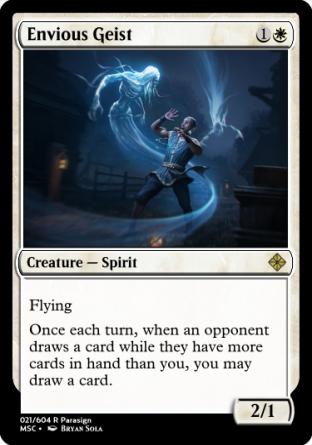 Envious Geist 1
Creature — Spirit
Flying
Once each turn, when an opponent
draws a card while they have more
cards in hand than you, you may
draw a card.
2/1
021/604 R Parasign
MSC • Bryan Sola